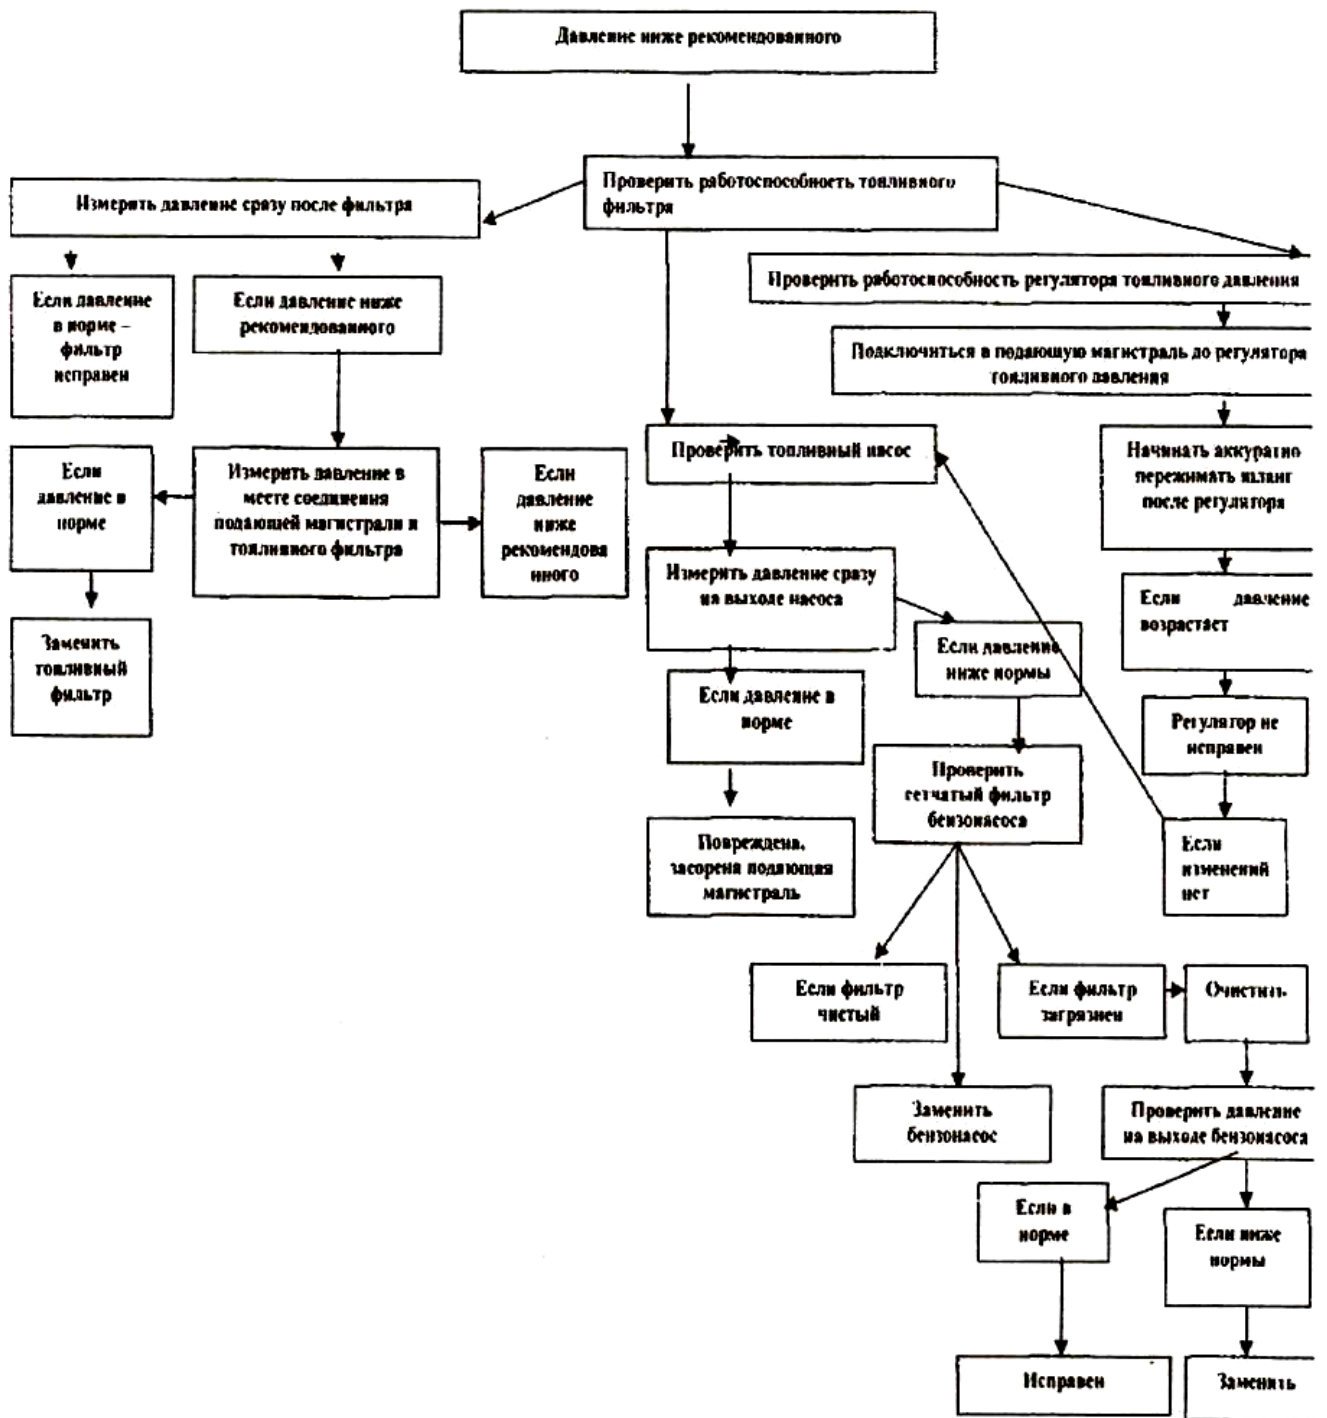 Давление ниже рекомендованного
Проверить работоспособность топливного
фильтра
Измерить давление сразу после фильтра
Если давление
в норме –
фильтр
исправен
Если давление ниже
рекомендованного
Проверить работоспособность регулятора топливного давления
Подключиться в подающую магистраль до регулятора
топливного давления
Если
давление в
норме
Измерить давление в
месте соединения
подающей магистрали и
топливного фильтра
Если
давление
ниже
рекомендова
нного
Заменить
топливный
фильтр
Проверить топливный насос
Начинать аккуратно
пережимать шланг
после регулятора
Измерить давление сразу
на выходе насоса
Если давление
возрастает
Если давление
ниже нормы
Если давление в
норме
Регулятор не
исправен
Проверить
сетчатый фильтр
бензонасоса
Повреждена,
засорена подающая
магистраль
Если
изменений
нет
Если фильтр
чистый
Если фильтр
загрязнен
Очистить
Заменить
бензонасос
Проверить давление
на выходе бензонасоса
Если в
норме
Если ниже
нормы
Исправен
Заменить